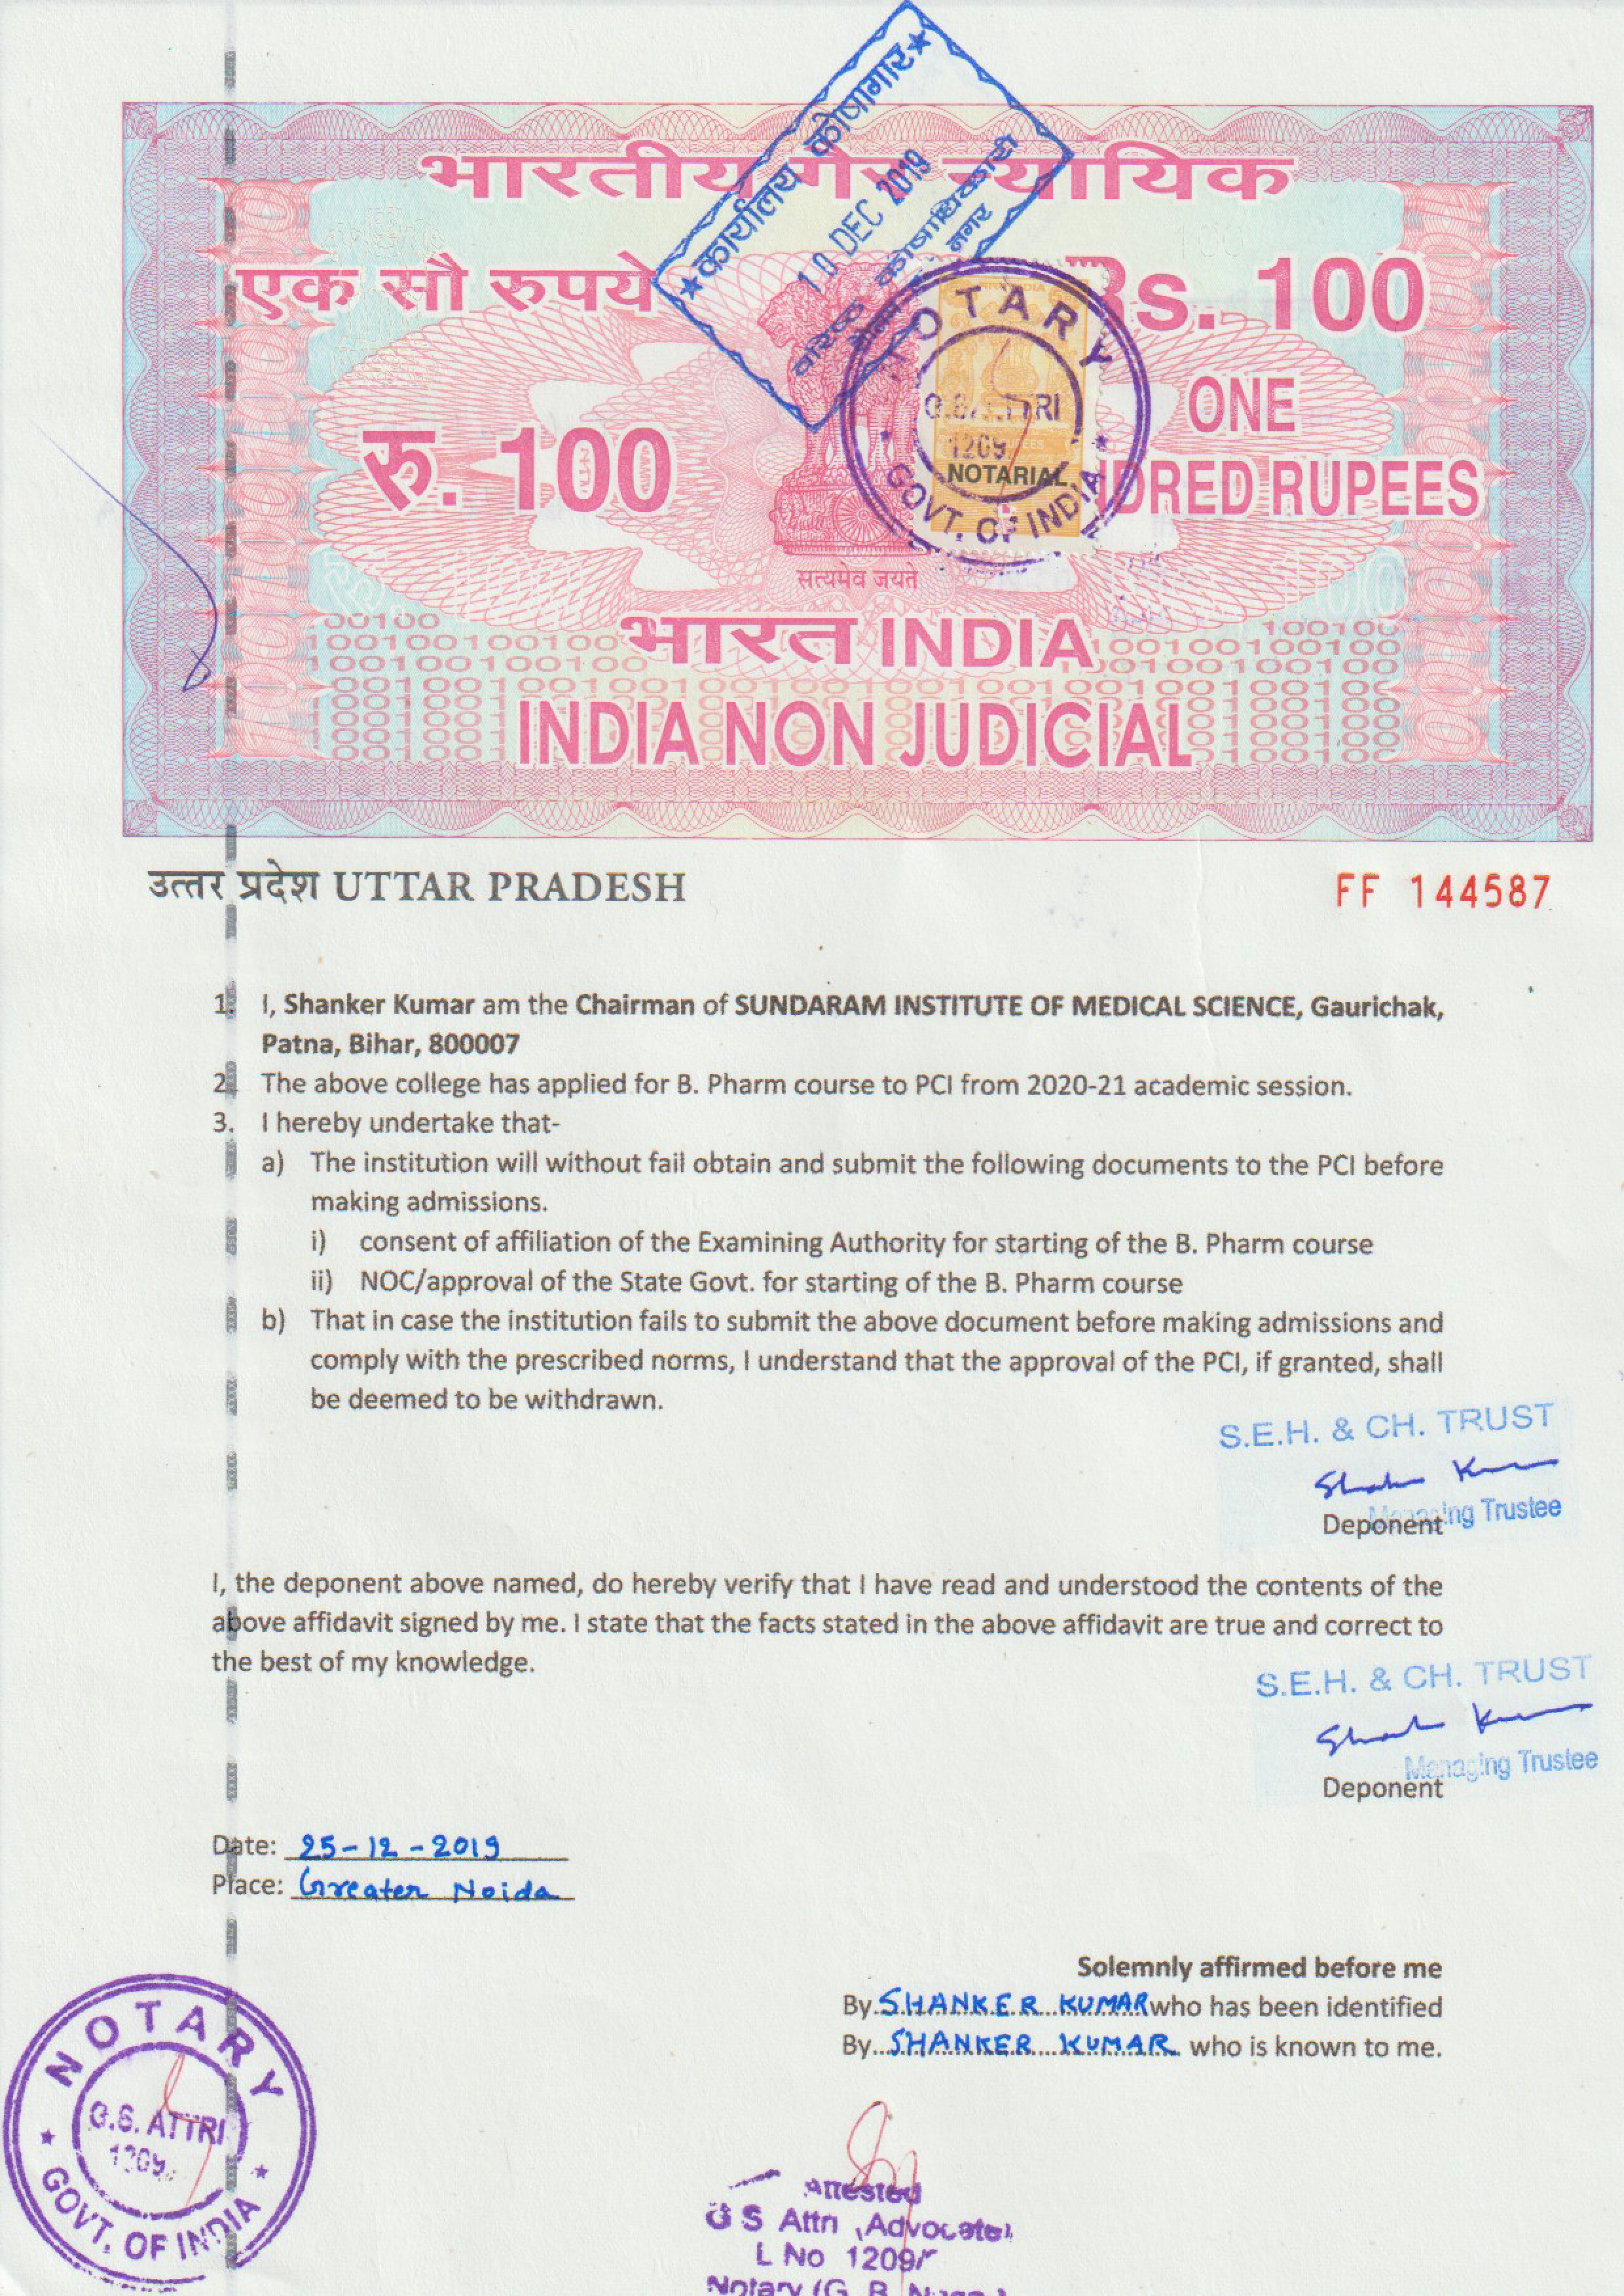 ★कार्यालय कोषागार★
10 DEC 2019
वरिष्ठ कोषाधिकारी
नगर
भारतीय गैर न्यायिक
एक सौ रुपये
Rs. 100
रु. 100
ONE
DRED RUPEES
NOTARY
G.S. ATTRI
1209
NOTARIAL
GOVT. OF INDIA
सत्यमेव जयते
भारत INDIA
INDIA NON JUDICIAL
उत्तर प्रदेश UTTAR PRADESH
FF 144587
1. I, Shanker Kumar am the Chairman of SUNDARAM INSTITUTE OF MEDICAL SCIENCE, Gaurichak,
Patna, Bihar, 800007
2. The above college has applied for B. Pharm course to PCI from 2020-21 academic session.
3. I hereby undertake that-
a) The institution will without fail obtain and submit the following documents to the PCI before
making admissions.
i) consent of affiliation of the Examining Authority for starting of the B. Pharm course
ii) NOC/approval of the State Govt. for starting of the B. Pharm course
b) That in case the institution fails to submit the above document before making admissions and
comply with the prescribed norms, I understand that the approval of the PCI, if granted, shall
be deemed to be withdrawn.
S.E.H. & CH. TRUST
Managing Trustee
Deponent
I, the deponent above named, do hereby verify that I have read and understood the contents of the
above affidavit signed by me. I state that the facts stated in the above affidavit are true and correct to
the best of my knowledge.
S.E.H. & CH. TRUST
Managing Trustee
Deponent
Date: 25-12-2019
Place: Greater Noida
Solemnly affirmed before me
By SHANKER KUMAR who has been identified
By SHANKER KUMAR who is known to me.
NOTARY
G.S. ATTRI
1209
GOVT. OF INDIA
Attested
G S Attri (Advocate)
L No 1209/
Notary (G. B.